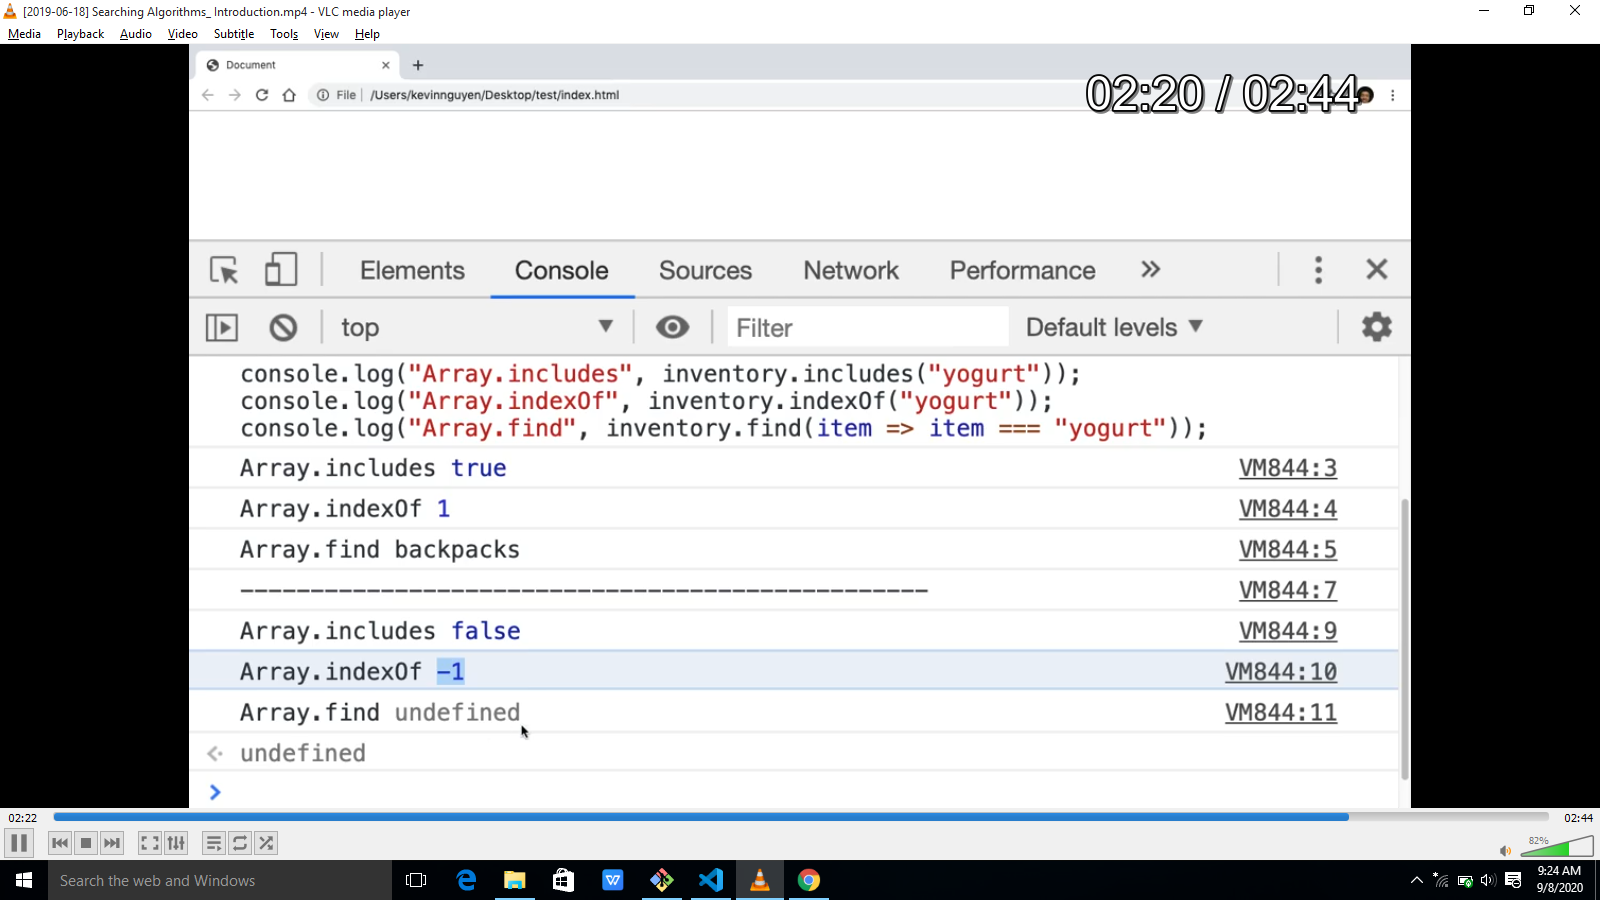 [2019-06-18] Searching Algorithms_ Introduction.mp4 - VLC media player
Media Playback Audio Video Subtitle Tools View Help
Document
File /Users/kevinnguyen/Desktop/test/index.html
02:20 / 02:44
Elements Console Sources Network Performance
top Filter Default levels
console.log("Array.includes", inventory.includes("yogurt"));
console.log("Array.indexOf", inventory.indexOf("yogurt"));
console.log("Array.find", inventory.find(item => item === "yogurt"));
Array.includes true VM844:3
Array.indexOf 1 VM844:4
Array.find backpacks VM844:5
------------------------------------------------- VM844:7
Array.includes false VM844:9
Array.indexOf -1 VM844:10
Array.find undefined VM844:11
undefined
02:22 02:44
82%
Search the web and Windows
9:24 AM
9/8/2020